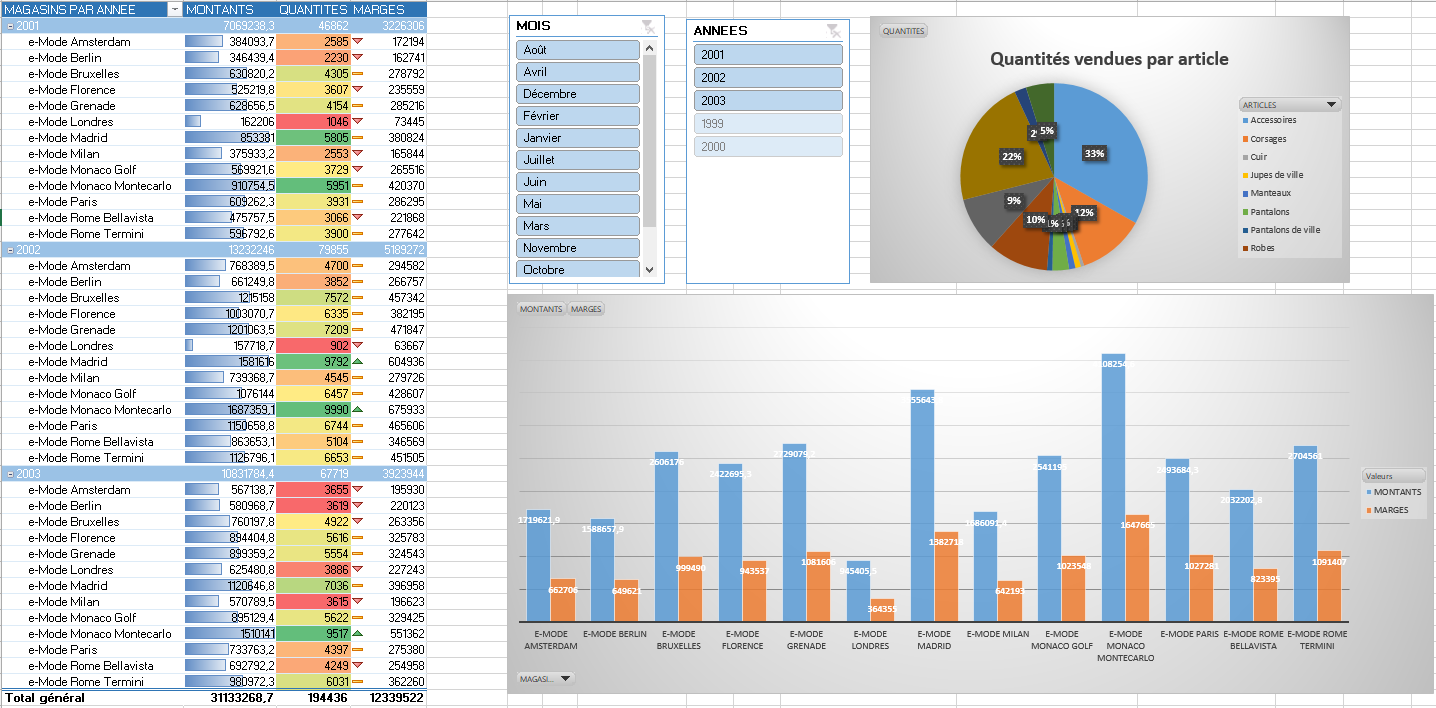 MAGASINS PAR ANNEE MONTANTS QUANTITES MARGES
2001 7069238,3 46862 3226306
e-Mode Amsterdam 384093,7 2585 172194
e-Mode Berlin 346439,4 2230 162741
e-Mode Bruxelles 630820,2 4305 278792
e-Mode Florence 525219,8 3607 235559
e-Mode Grenade 628656,5 4154 285216
e-Mode Londres 162206 1046 73445
e-Mode Madrid 853381 5805 380824
e-Mode Milan 375933,2 2553 165844
e-Mode Monaco Golf 569921,6 3729 265516
e-Mode Monaco Montecarlo 910754,5 5951 420370
e-Mode Paris 609262,3 3931 286295
e-Mode Rome Bellavista 475757,5 3066 221868
e-Mode Rome Termini 596792,6 3900 277642
2002 13232246 79855 5189272
e-Mode Amsterdam 768389,5 4700 294582
e-Mode Berlin 661249,8 3852 266757
e-Mode Bruxelles 1215158 7572 457342
e-Mode Florence 1003070,7 6335 382195
e-Mode Grenade 1201063,5 7209 471847
e-Mode Londres 157718,7 902 63667
e-Mode Madrid 1581616 9792 604936
e-Mode Milan 739368,7 4545 279726
e-Mode Monaco Golf 1076144 6457 428607
e-Mode Monaco Montecarlo 1687359,1 9990 675933
e-Mode Paris 1150658,8 6744 465606
e-Mode Rome Bellavista 863653,1 5104 346569
e-Mode Rome Termini 1126796,1 6653 451505
2003 10831784,4 67719 3923944
e-Mode Amsterdam 567138,7 3655 195930
e-Mode Berlin 580968,7 3619 220123
e-Mode Bruxelles 760197,8 4922 263356
e-Mode Florence 894404,8 5616 325783
e-Mode Grenade 899359,2 5554 324543
e-Mode Londres 625480,8 3886 227243
e-Mode Madrid 1120646,8 7036 396958
e-Mode Milan 570789,5 3615 196623
e-Mode Monaco Golf 895129,4 5622 329425
e-Mode Monaco Montecarlo 1510141 9517 551362
e-Mode Paris 733763,2 4397 275380
e-Mode Rome Bellavista 692792,2 4249 254958
e-Mode Rome Termini 980972,3 6031 362260
Total général 31133268,7 194436 12339522
MOIS
Août
Avril
Décembre
Février
Janvier
Juillet
Juin
Mai
Mars
Novembre
Octobre
ANNEES
2001
2002
2003
1999
2000
QUANTITES
Quantités vendues par article
2% 5%
22% 33%
9%
10% 1% 12%
ARTICLES
Accessoires
Corsages
Cuir
Jupes de ville
Manteaux
Pantalons
Pantalons de ville
Robes
MONTANTS MARGES
1719621,9 1588657,9 2606176 2422695,3 2729079,2 945405,5 2541195 2493684,3 2032202,8 2704561
662706 649621 999490 943537 1081606 364355 1382718 642193 1023548 1647665 1027281 823395 1091407
E-MODE AMSTERDAM
E-MODE BERLIN
E-MODE BRUXELLES
E-MODE FLORENCE
E-MODE GRENADE
E-MODE LONDRES
E-MODE MADRID
E-MODE MILAN
E-MODE MONACO GOLF
E-MODE MONACO MONTECARLO
E-MODE PARIS
E-MODE ROME BELLAVISTA
E-MODE ROME TERMINI
Valeurs
MONTANTS
MARGES
MAGASI...